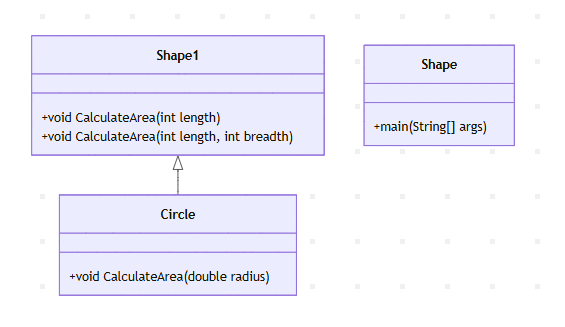 Shape1
+void CalculateArea(int length)
+void CalculateArea(int length, int breadth)
Shape
+main(String[] args)
Circle
+void CalculateArea(double radius)